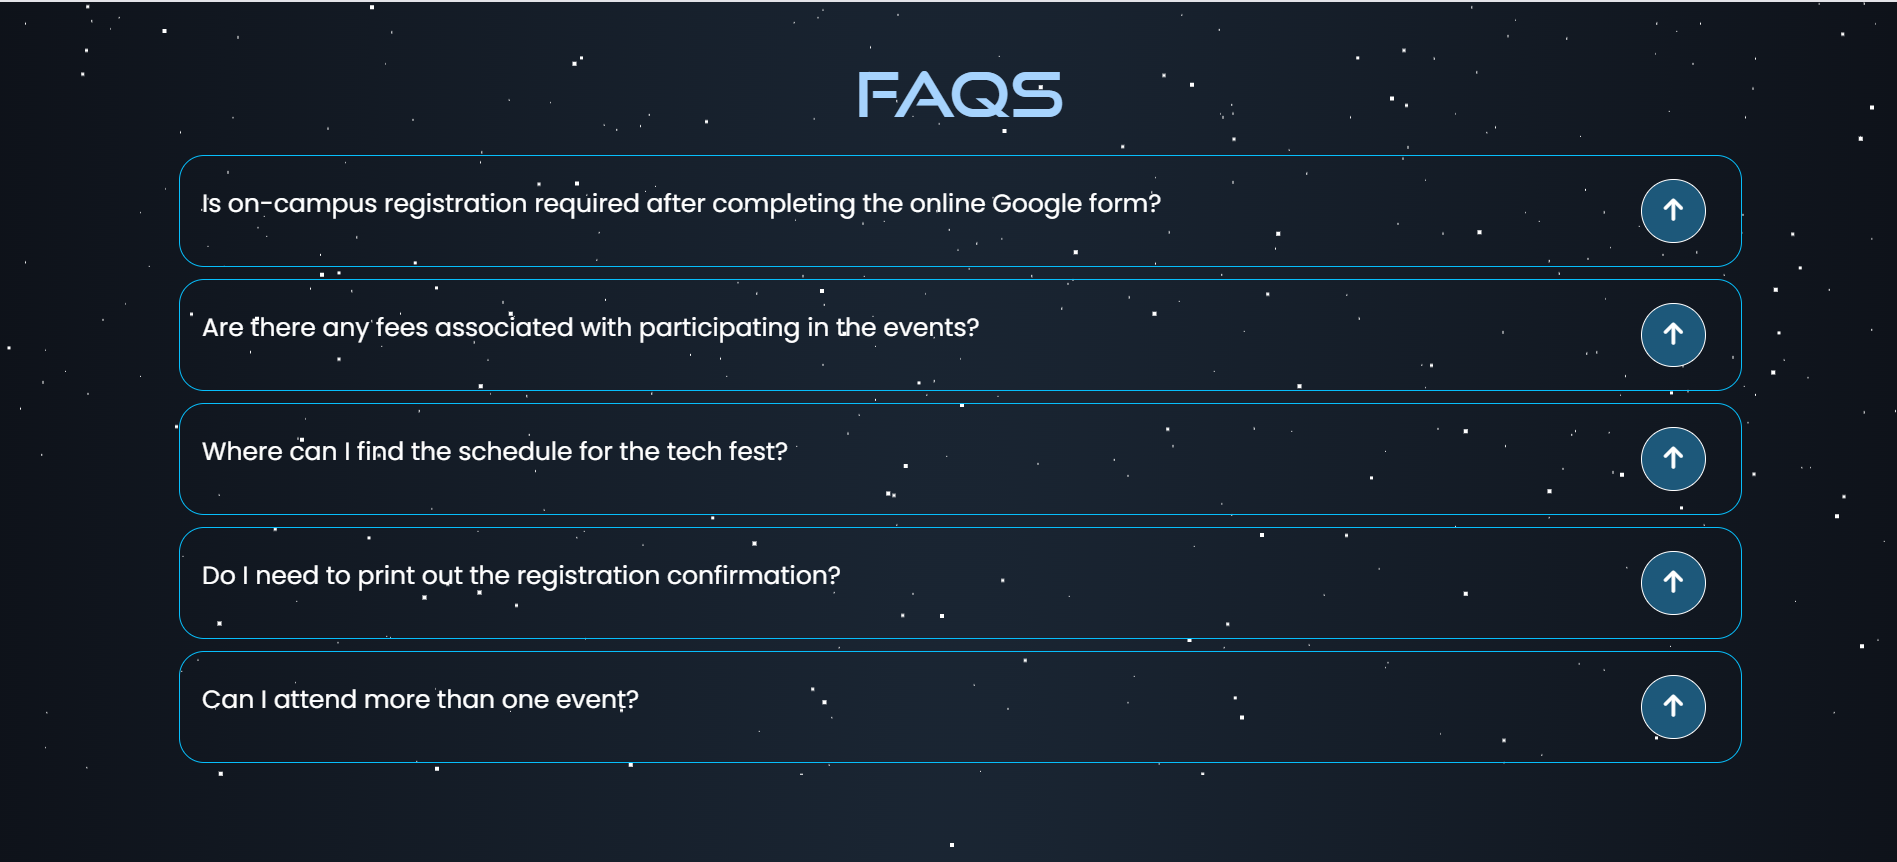 FAQS
Is on-campus registration required after completing the online Google form?
Are there any fees associated with participating in the events?
Where can I find the schedule for the tech fest?
Do I need to print out the registration confirmation?
Can I attend more than one event?